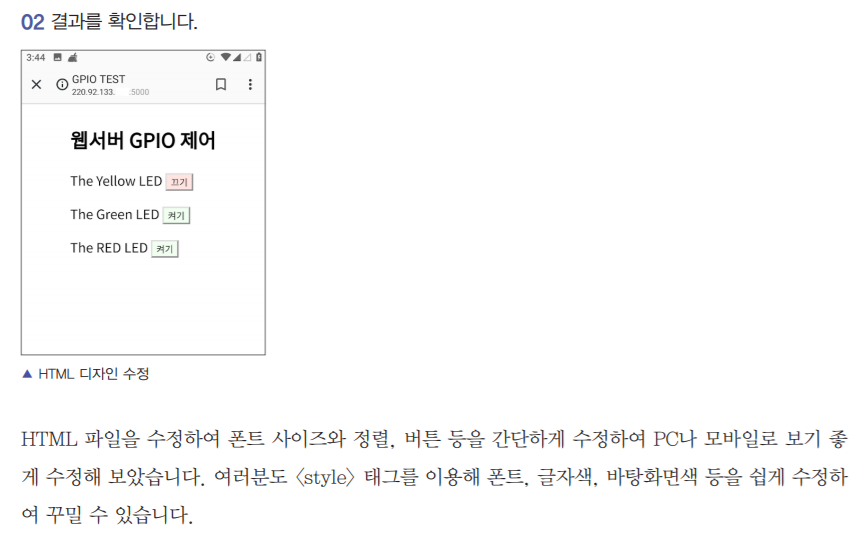 02 결과를 확인합니다.
3:44
GPIO TEST
220.92.133. :5000
웹서버 GPIO 제어
The Yellow LED 끄기
The Green LED 켜기
The RED LED 켜기
▲ HTML 디자인 수정
HTML 파일을 수정하여 폰트 사이즈와 정렬, 버튼 등을 간단하게 수정하여 PC나 모바일로 보기 좋
게 수정해 보았습니다. 여러분도 〈style〉 태그를 이용해 폰트, 글자색, 바탕화면색 등을 쉽게 수정하
여 꾸밀 수 있습니다.